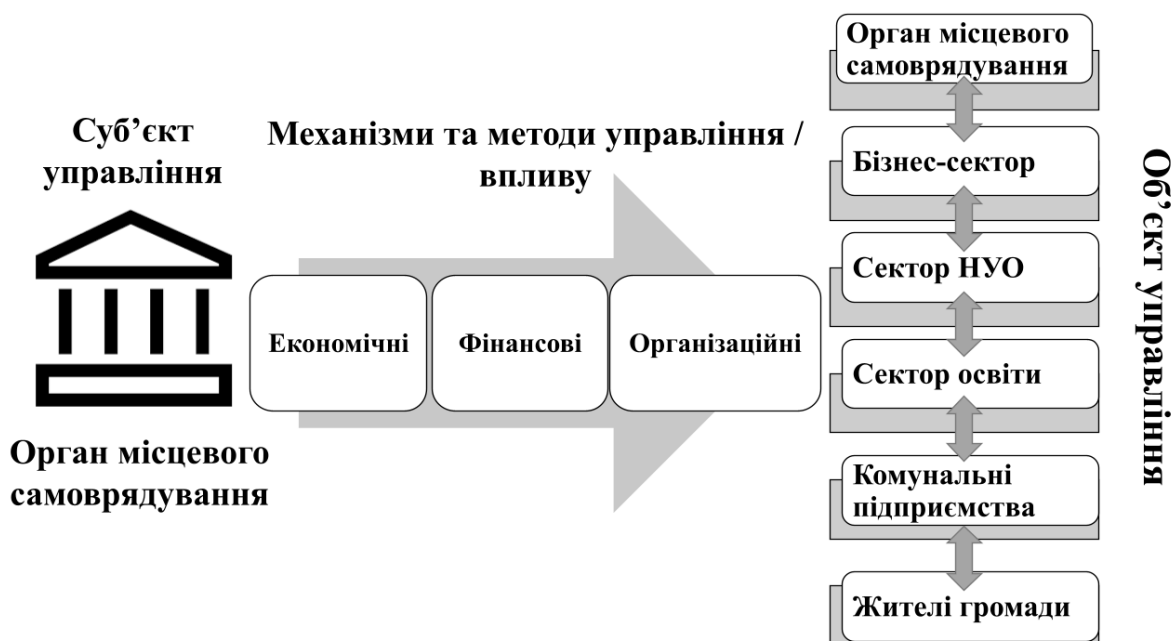 Суб’єкт
управління
Орган місцевого
самоврядування
Механізми та методи управління /
впливу
Економічні
Фінансові
Організаційні
Орган місцевого
самоврядування
Бізнес-сектор
Сектор НУО
Сектор освіти
Комунальні
підприємства
Жителі громади
Об’єкт управління